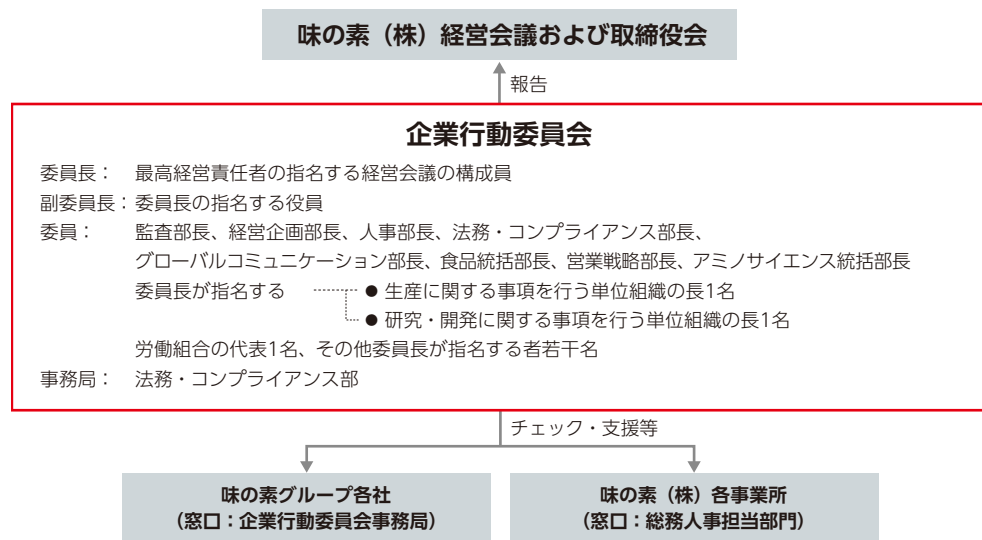 味の素（株）経営会議および取締役会
報告
企業行動委員会
委員長： 最高経営責任者の指名する経営会議の構成員
副委員長：委員長の指名する役員
委員： 監査部長、経営企画部長、人事部長、法務・コンプライアンス部長、
グローバルコミュニケーション部長、食品統括部長、営業戦略部長、アミノサイエンス統括部長
委員長が指名する ● 生産に関する事項を行う単位組織の長1名
● 研究・開発に関する事項を行う単位組織の長1名
労働組合の代表1名、その他委員長が指名する者若干名
事務局： 法務・コンプライアンス部
チェック・支援等
味の素グループ各社
（窓口：企業行動委員会事務局）
味の素（株）各事業所
（窓口：総務人事担当部門）